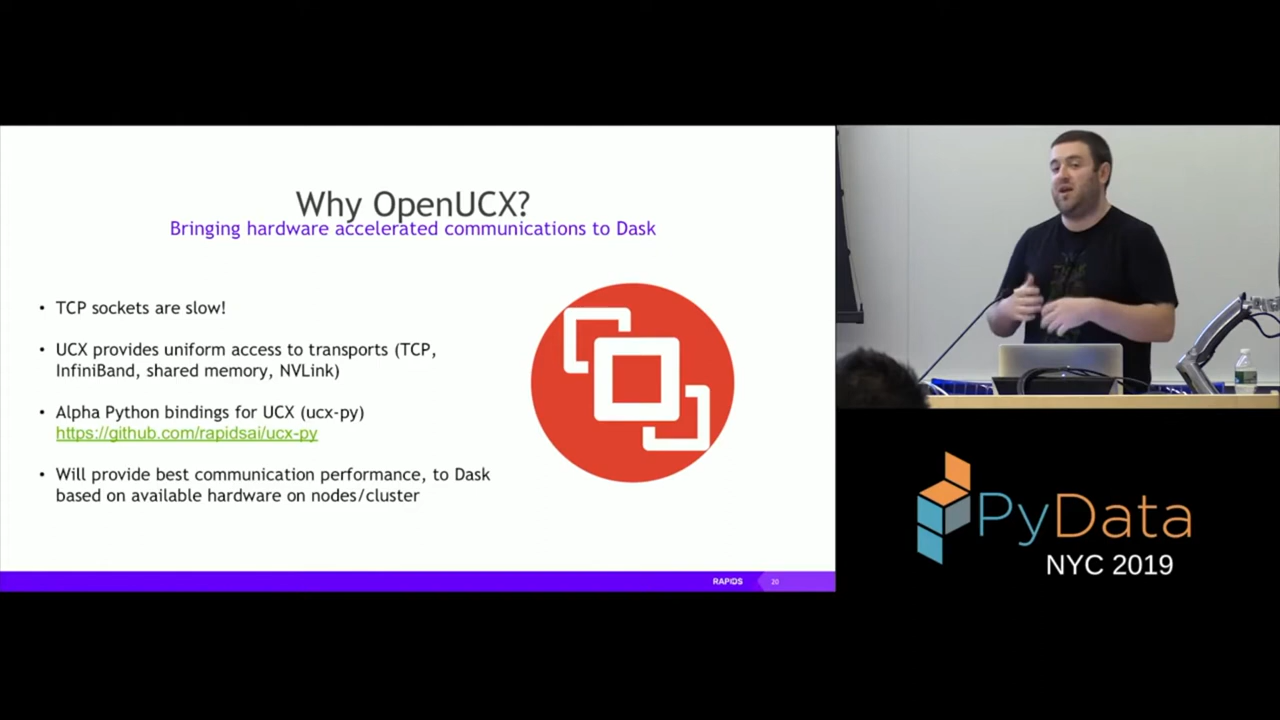 Why OpenUCX?
Bringing hardware accelerated communications to Dask
• TCP sockets are slow!
• UCX provides uniform access to transports (TCP,
InfiniBand, shared memory, NVLink)
• Alpha Python bindings for UCX (ucx-py)
https://github.com/rapidsai/ucx-py
• Will provide best communication performance, to Dask
based on available hardware on nodes/cluster
RAPIDS
20
PyData
NYC 2019